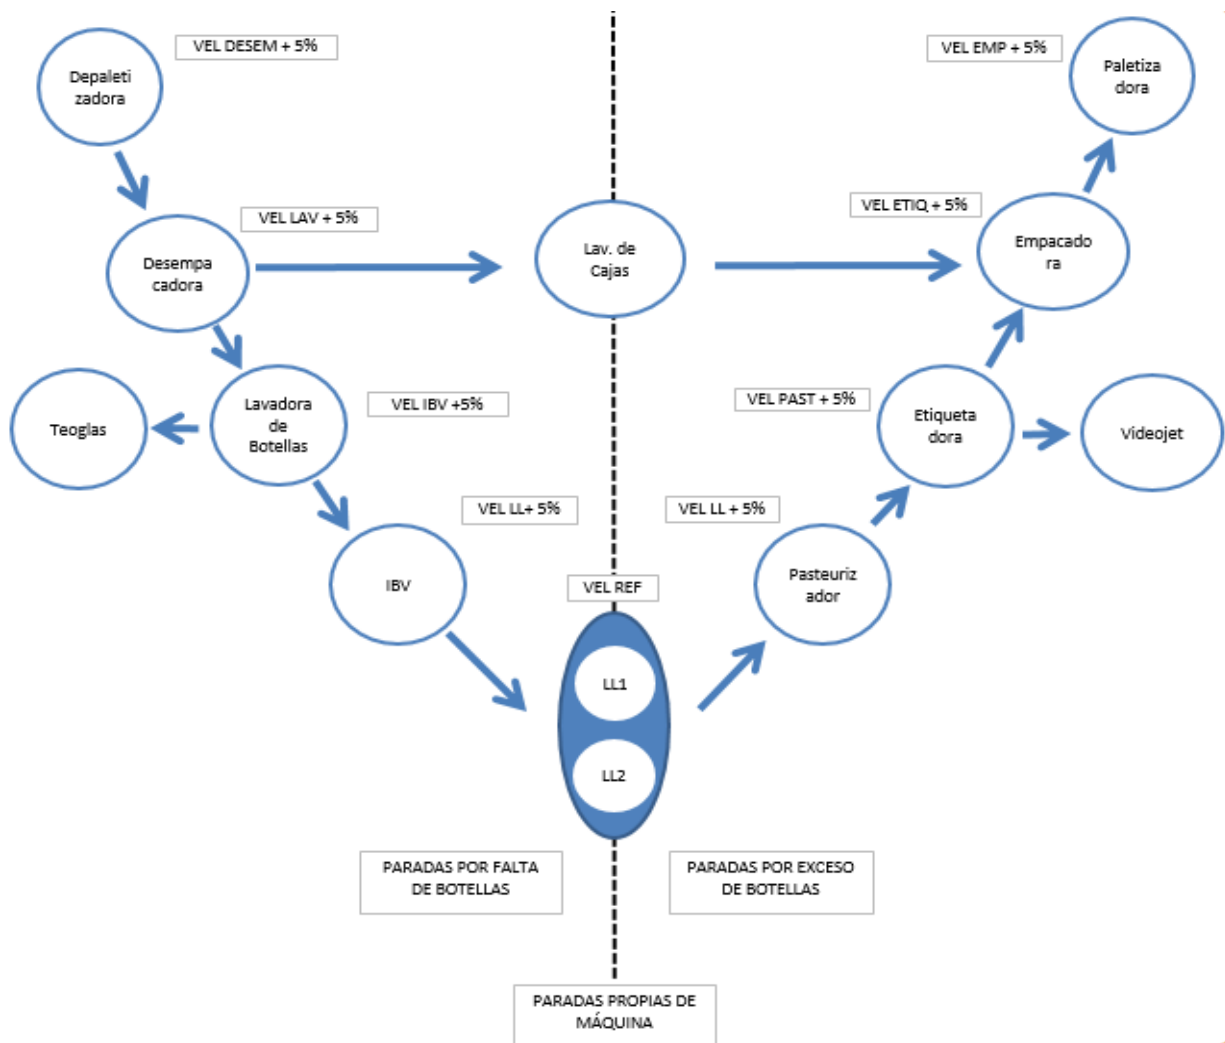 VEL DESEM + 5%
VEL EMP + 5%
Depaleti
zadora
Paletiza
dora
VEL LAV + 5%
VEL ETIQ + 5%
Desempa
cadora
Lav. de
Cajas
Empacado
ra
Teoglas
Lavadora
de
Botellas
VEL IBV +5%
VEL PAST + 5%
Etiqueta
dora
Videojet
VEL LL+ 5%
VEL LL + 5%
IBV
VEL REF
Pasteuriz
ador
LL1
LL2
PARADAS POR FALTA
DE BOTELLAS
PARADAS POR EXCESO
DE BOTELLAS
PARADAS PROPIAS DE
MÁQUINA